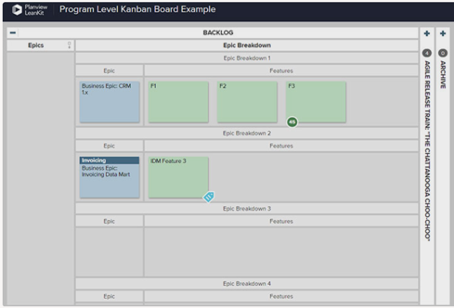 Planview
LeanKit
Program Level Kanban Board Example
BACKLOG
Epics
Epic Breakdown
Epic Breakdown 1
Epic
Features
Business Epic: CRM
1.x
F1
F2
F3
Epic Breakdown 2
Epic
Features
Invoicing
Business Epic:
Invoicing Data Mart
IDM Feature 3
Epic Breakdown 3
Epic
Features
Epic Breakdown 4
Epic
Features
AGILE RELEASE TRAIN: "THE CHATTANOOGA CHOO-CHOO"
ARCHIVE